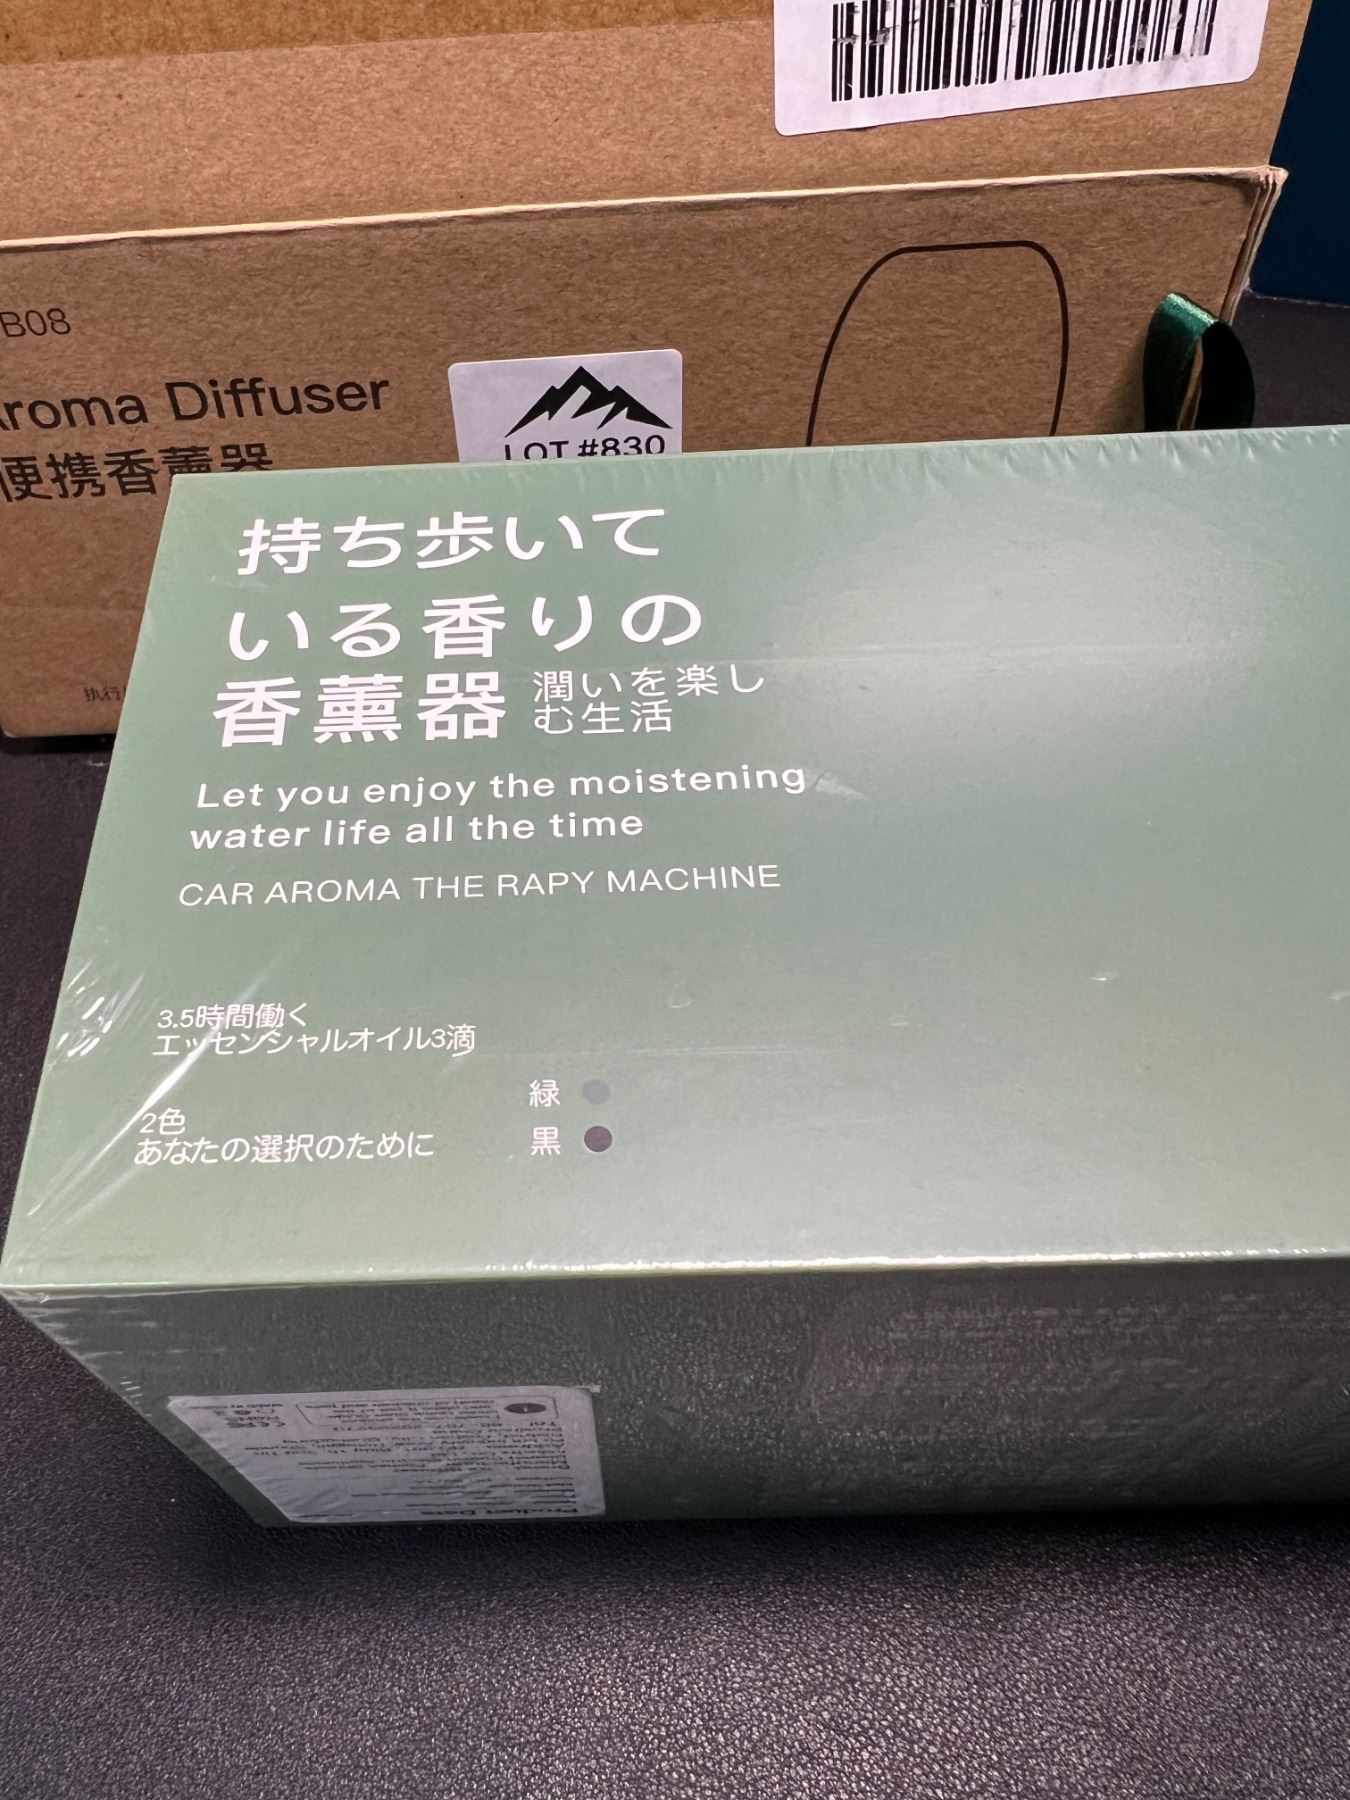 B08
Aroma Diffuser
便携香薰器
LOT #830
执行
持ち歩いて
いる香りの
香薰器
潤いを楽し
む生活
Let you enjoy the moistening
water life all the time
CAR AROMA THE RAPY MACHINE
3.5時間働く
エッセンシャルオイル3滴
2色
あなたの選択のために
緑
黒
Product Data